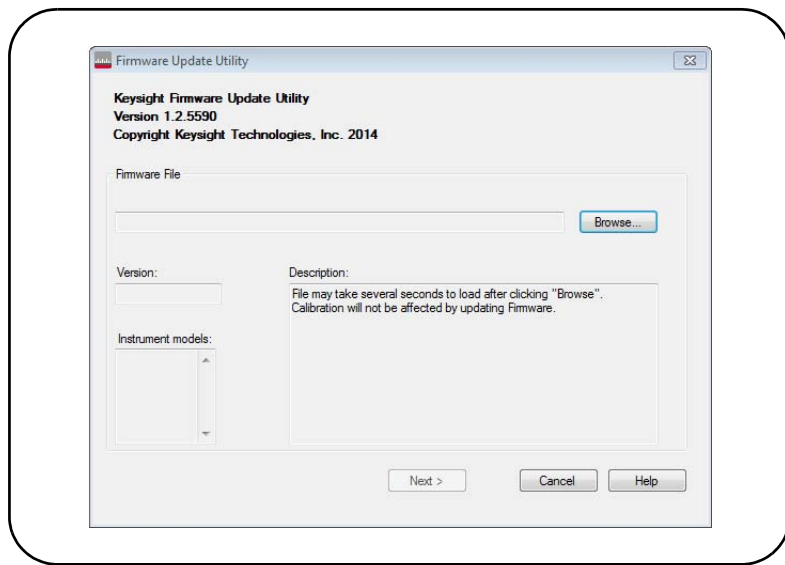 Firmware Update Utility
Keysight Firmware Update Utility
Version 1.2.5590
Copyright Keysight Technologies, Inc. 2014
Firmware File
Browse...
Version:
Description:
File may take several seconds to load after clicking "Browse".
Calibration will not be affected by updating Firmware.
Instrument models:
Next >
Cancel
Help